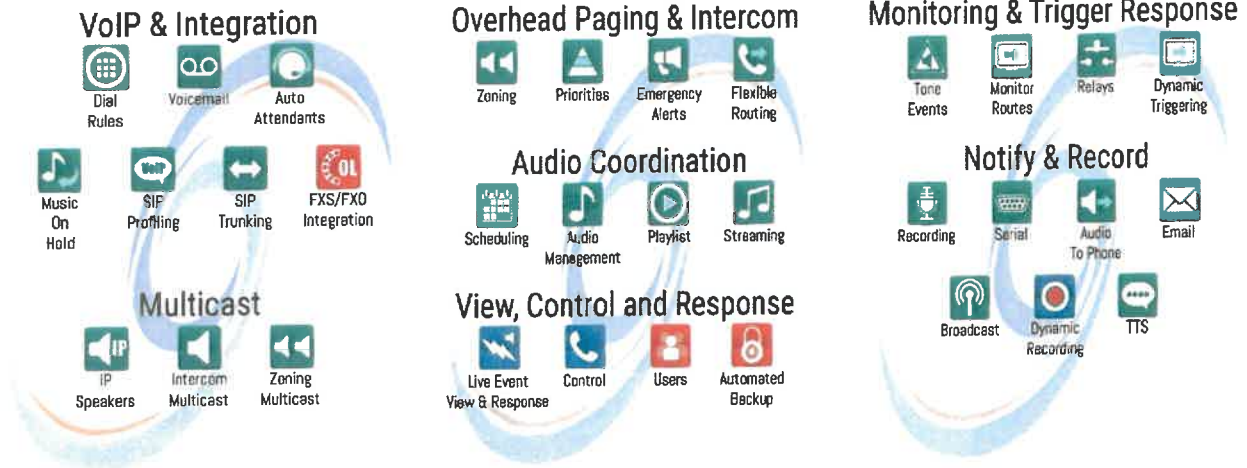 VoIP & Integration
Dial
Rules
Voicemail
Auto
Attendants
Music
On
Hold
VoIP
SIP
Profiling
SIP
Trunking
OL
FXS/FXO
Integration
Multicast
IP
IP
Speakers
Intercom
Multicast
Zoning
Multicast
Overhead Paging & Intercom
Zoning
Priorities
Emergency
Alerts
Flexible
Routing
Audio Coordination
Scheduling
Audio
Management
Playlist
Streaming
View, Control and Response
Live Event
View & Response
Control
Users
Automated
Backup
Monitoring & Trigger Response
Tone
Events
Monitor
Routes
Relays
Dynamic
Triggering
Notify & Record
Recording
Serial
Audio
To Phone
Email
Broadcast
Dynamic
Recording
TTS